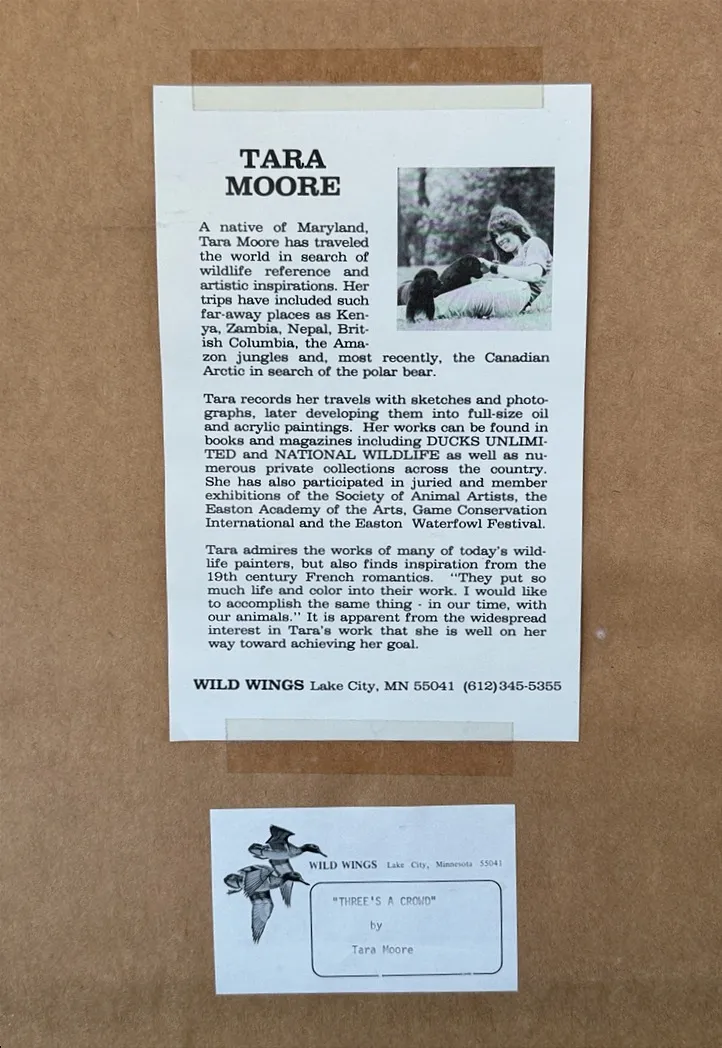 TARA
MOORE
A native of Maryland,
Tara Moore has traveled
the world in search of
wildlife reference and
artistic inspirations. Her
trips have included such
far-away places as Ken-
ya, Zambia, Nepal, Brit-
ish Columbia, the Ama-
zon jungles and, most recently, the Canadian
Arctic in search of the polar bear.
Tara records her travels with sketches and photo-
graphs, later developing them into full-size oil
and acrylic paintings. Her works can be found in
books and magazines including DUCKS UNLIMI-
TED and NATIONAL WILDLIFE as well as nu-
merous private collections across the country.
She has also participated in juried and member
exhibitions of the Society of Animal Artists, the
Easton Academy of the Arts, Game Conservation
International and the Easton Waterfowl Festival.
Tara admires the works of many of today's wild-
life painters, but also finds inspiration from the
19th century French romantics. "They put so
much life and color into their work. I would like
to accomplish the same thing - in our time, with
our animals." It is apparent from the widespread
interest in Tara's work that she is well on her
way toward achieving her goal.
WILD WINGS Lake City, MN 55041 (612)345-5355
WILD WINGS Lake City, Minnesota 55041
"THREE'S A CROWD"
by
Tara Moore